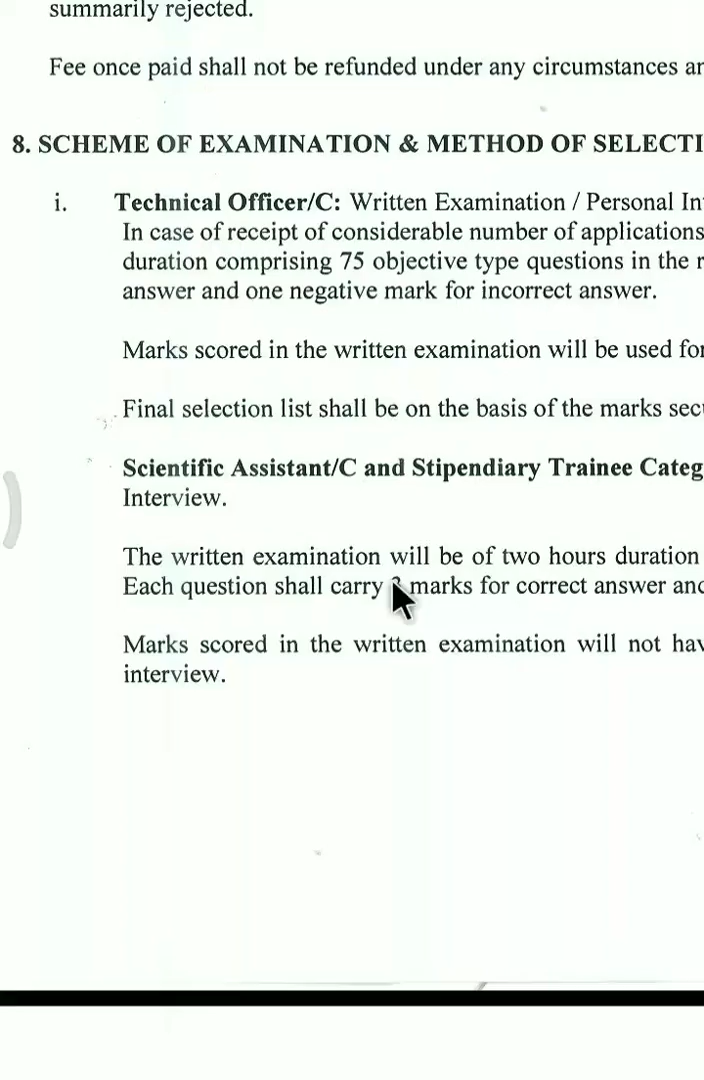 summarily rejected.
Fee once paid shall not be refunded under any circumstances
8. SCHEME OF EXAMINATION & METHOD OF SELECTI
i. Technical Officer/C: Written Examination / Personal In
In case of receipt of considerable number of applications
duration comprising 75 objective type questions in the
answer and one negative mark for incorrect answer.
Marks scored in the written examination will be used for
Final selection list shall be on the basis of the marks sec
Scientific Assistant/C and Stipendiary Trainee Categ
Interview.
The written examination will be of two hours duration
Each question shall carry marks for correct answer and
Marks scored in the written examination will not hav
interview.